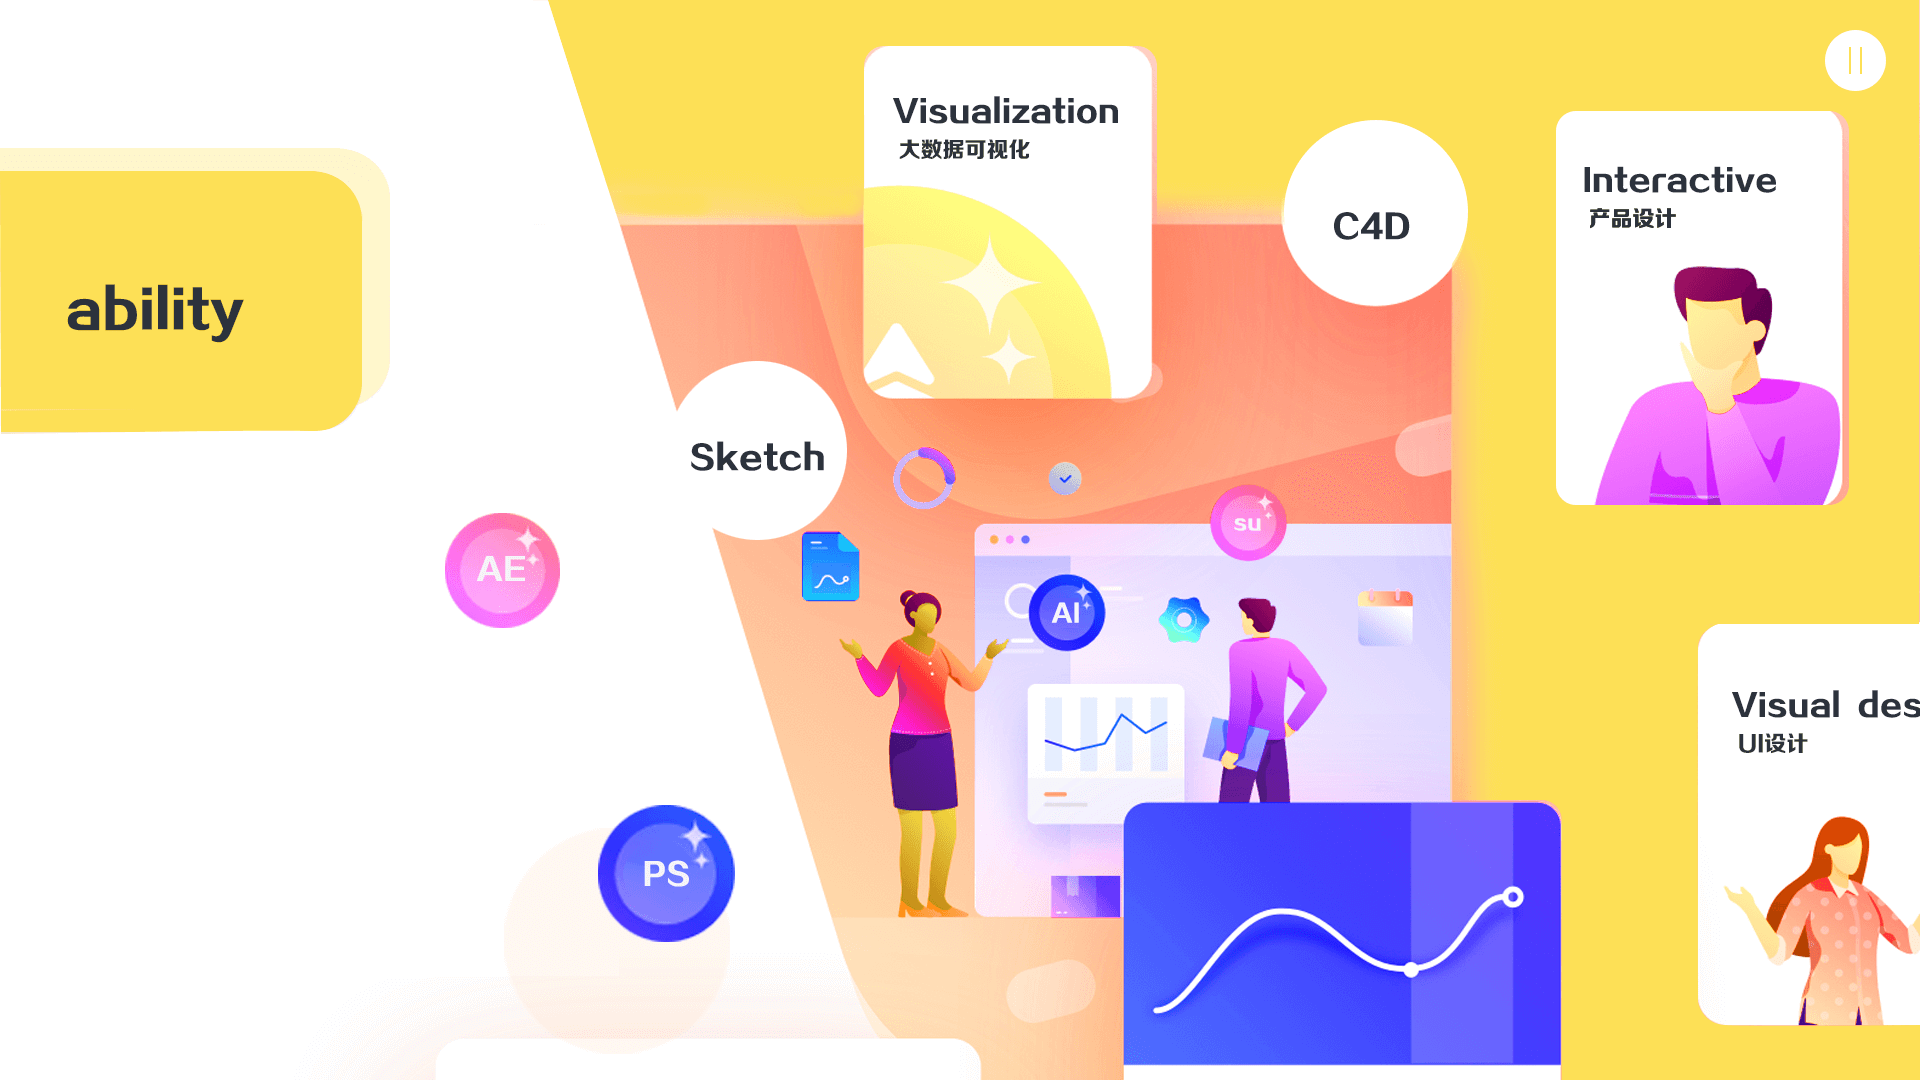 ability
Visualization
大数据可视化
C4D
Interactive
产品设计
Sketch
AE
su
AI
PS
Visual des
UI设计